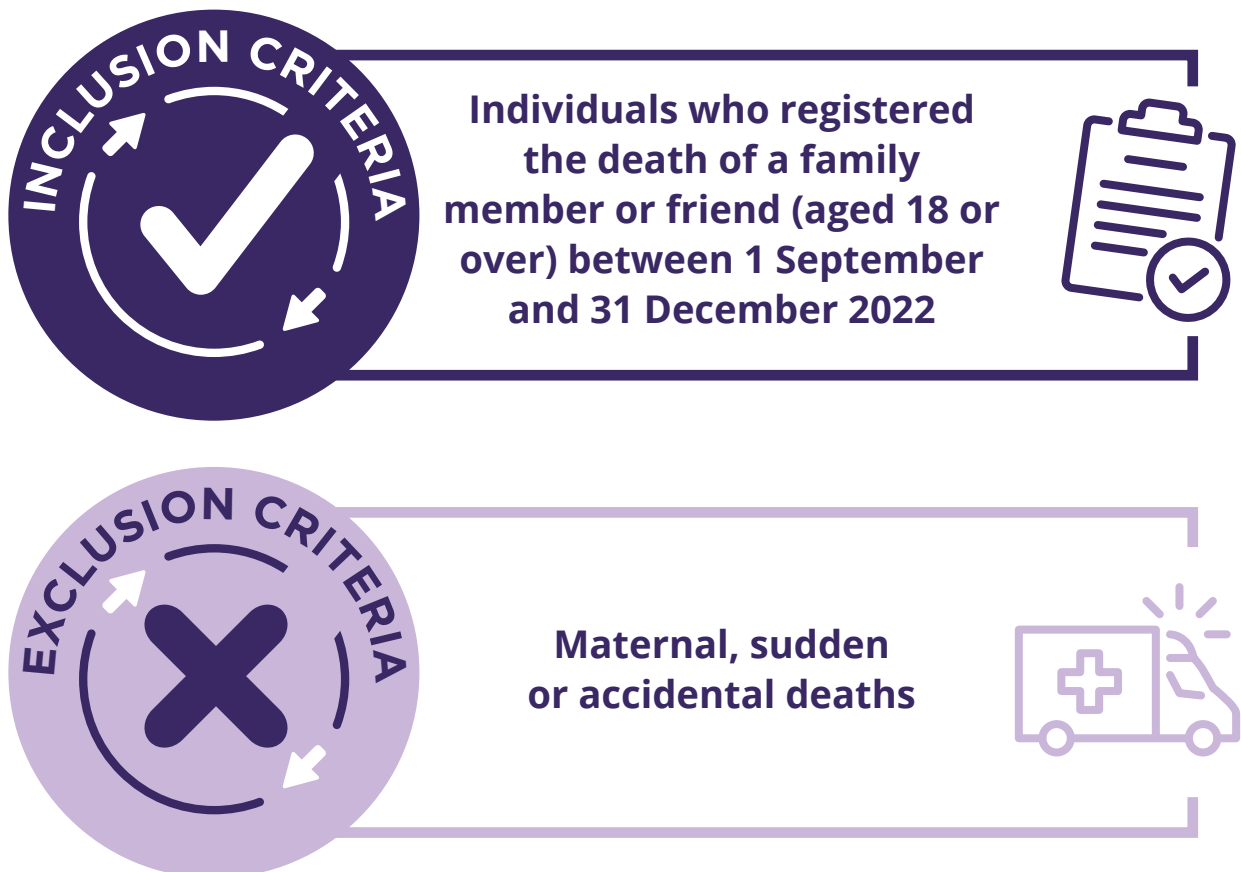 INCLUSION CRITERIA
Individuals who registered
the death of a family
member or friend (aged 18 or
over) between 1 September
and 31 December 2022
EXCLUSION CRITERIA
Maternal, sudden
or accidental deaths